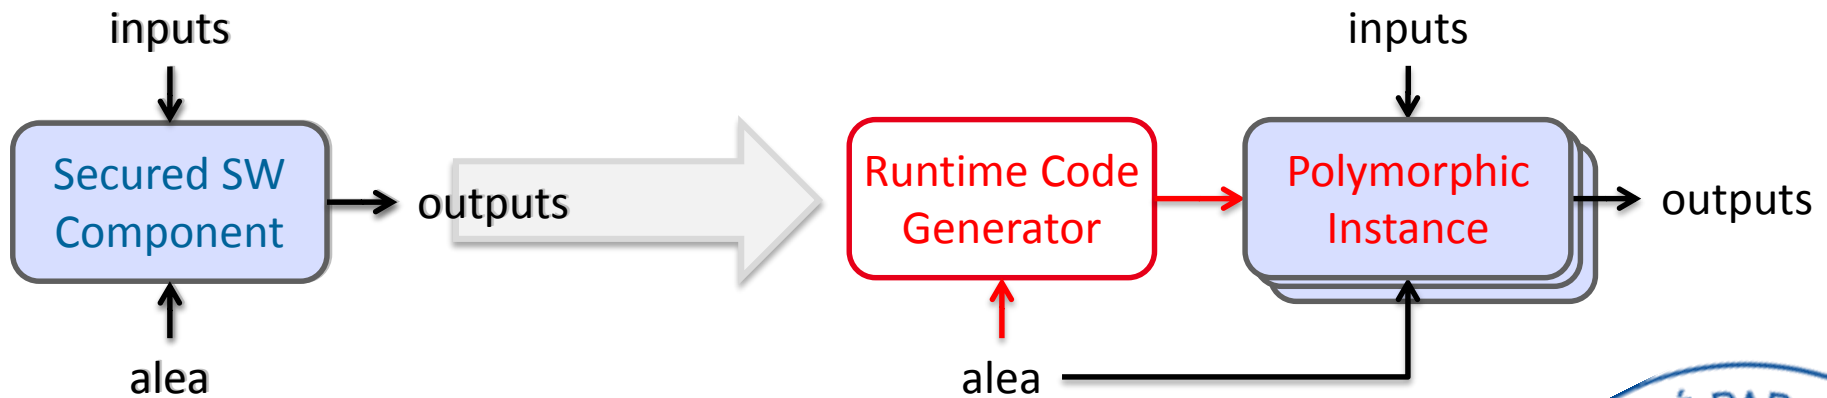 inputs
Secured SW
Component
outputs
alea
Runtime Code
Generator
alea
inputs
Polymorphic
Instance
outputs